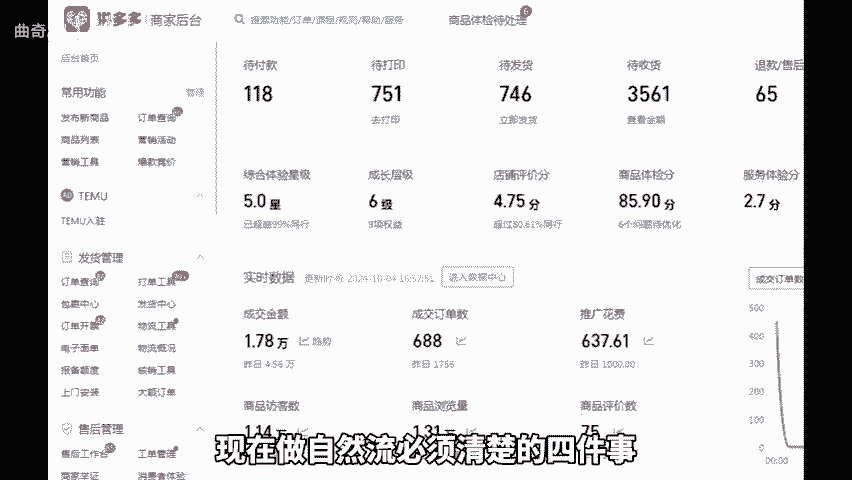 曲奇
拼多多 商家后台
搜索功能/订单/课程/规则/帮助/服务
商品体检待处理 6
后台首页
常用功能 管理
发布新商品 订单查询
商品列表 营销活动
营销工具 爆款竞价
TEMU
TEMU入驻
发货管理
订单查询 打单工具
包裹中心 发货中心
订单开票 物流工具
电子面单 物流概况
报备额度 核销工具
上门安装 大额订单
售后管理
售后工作台 工单管理
商家举证 消费者体验
待付款 待打印 待发货 待收货 退款/售后
118 751 746 3561 65
去打印 立即发货 查看金额
综合体验星级 成长层级 店铺评价分 商品体检分 服务体验分
5.0 星 6 级 4.75 分 85.90 分 2.7 分
已超越99%同行 9项权益 超过80.61%同行 6个问题待优化
实时数据 更新时间 2024-10-04 16:57:51 进入数据中心
成交订单数
成交金额 成交订单数 推广花费
1.78 万 趋势 688 637.61
昨日 4.56 万 昨日 1756 昨日 1000.00
商品访客数 商品浏览量 商品评价数
1.14 1.31 75
500
400
300
200
100
0
00:00
现在做自然流必须清楚的四件事